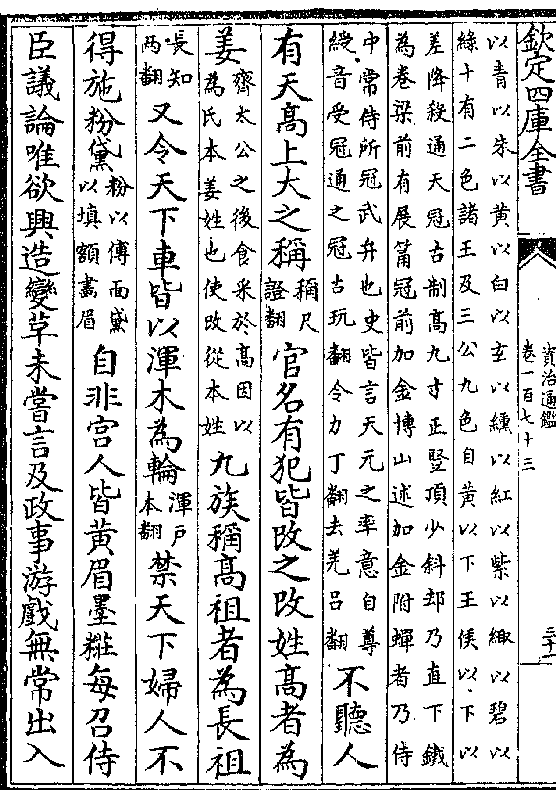 欽定四庫全書
資治通鑑
卷一百七十三
三十一
以青以朱以黄以白以玄以纁以紅以紫以緅以碧以
緑十有二色諸王及三公九色自黄以下王侯以下以
差降殺通天冠古制高九寸正豎頂少斜郄乃直下鐵
為卷梁前有展筩冠前加金博山述加金附蟬者乃侍
中常侍所冠武弁也史皆言天元之率意自尊
綬音受冠通之冠古玩翻令力丁翻去羌吕翻
不聽人
有天髙上大之稱
稱尺
證翻
官名有犯皆改之改姓髙者為
姜
齊太公之後食采於高因以
為氏本姜姓也使改從本姓
九族稱髙祖者為長祖
長知
兩翻
又令天下車皆以渾木為輪
渾戸
本翻
禁天下婦人不
得施粉黛
粉以傅面黛
以填額畫眉
自非宫人皆黄眉墨糚每召侍
臣議論唯欲興造變革未嘗言及政事游戲無常出入